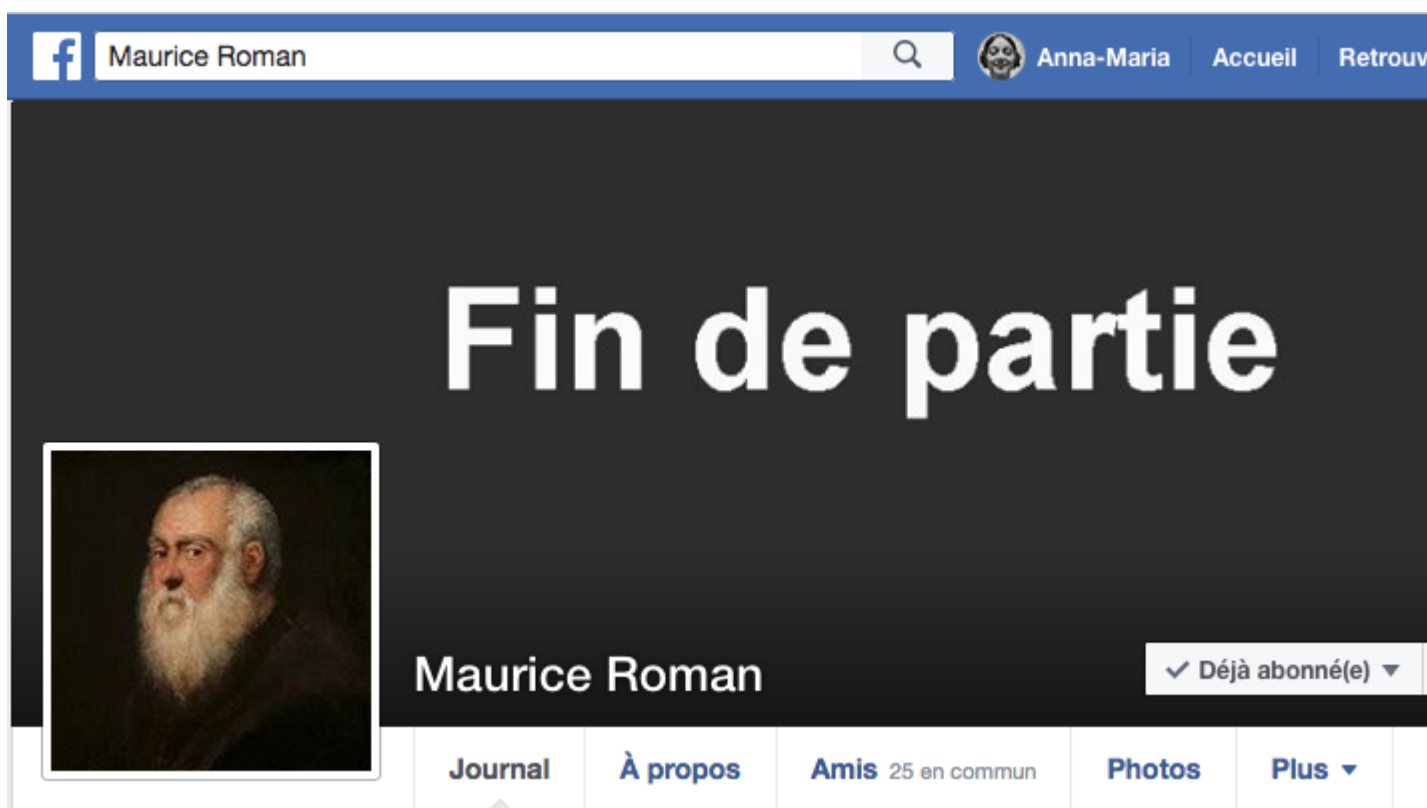 f Maurice Roman Anna-Maria Accueil Retrouv
Fin de partie
Maurice Roman
Déjà abonné(e)
Journal À propos Amis 25 en commun Photos Plus